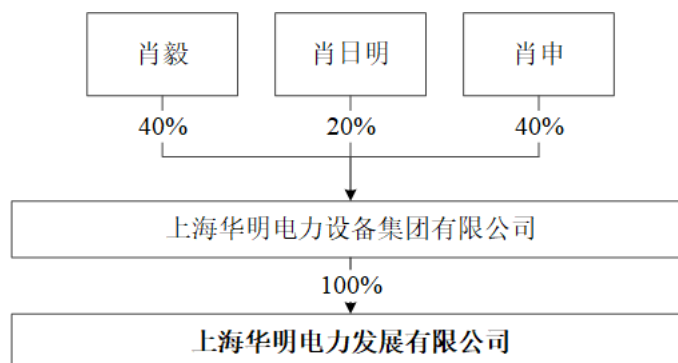 肖毅
肖日明
肖申
40%
20%
40%
上海华明电力设备集团有限公司
100%
上海华明电力发展有限公司